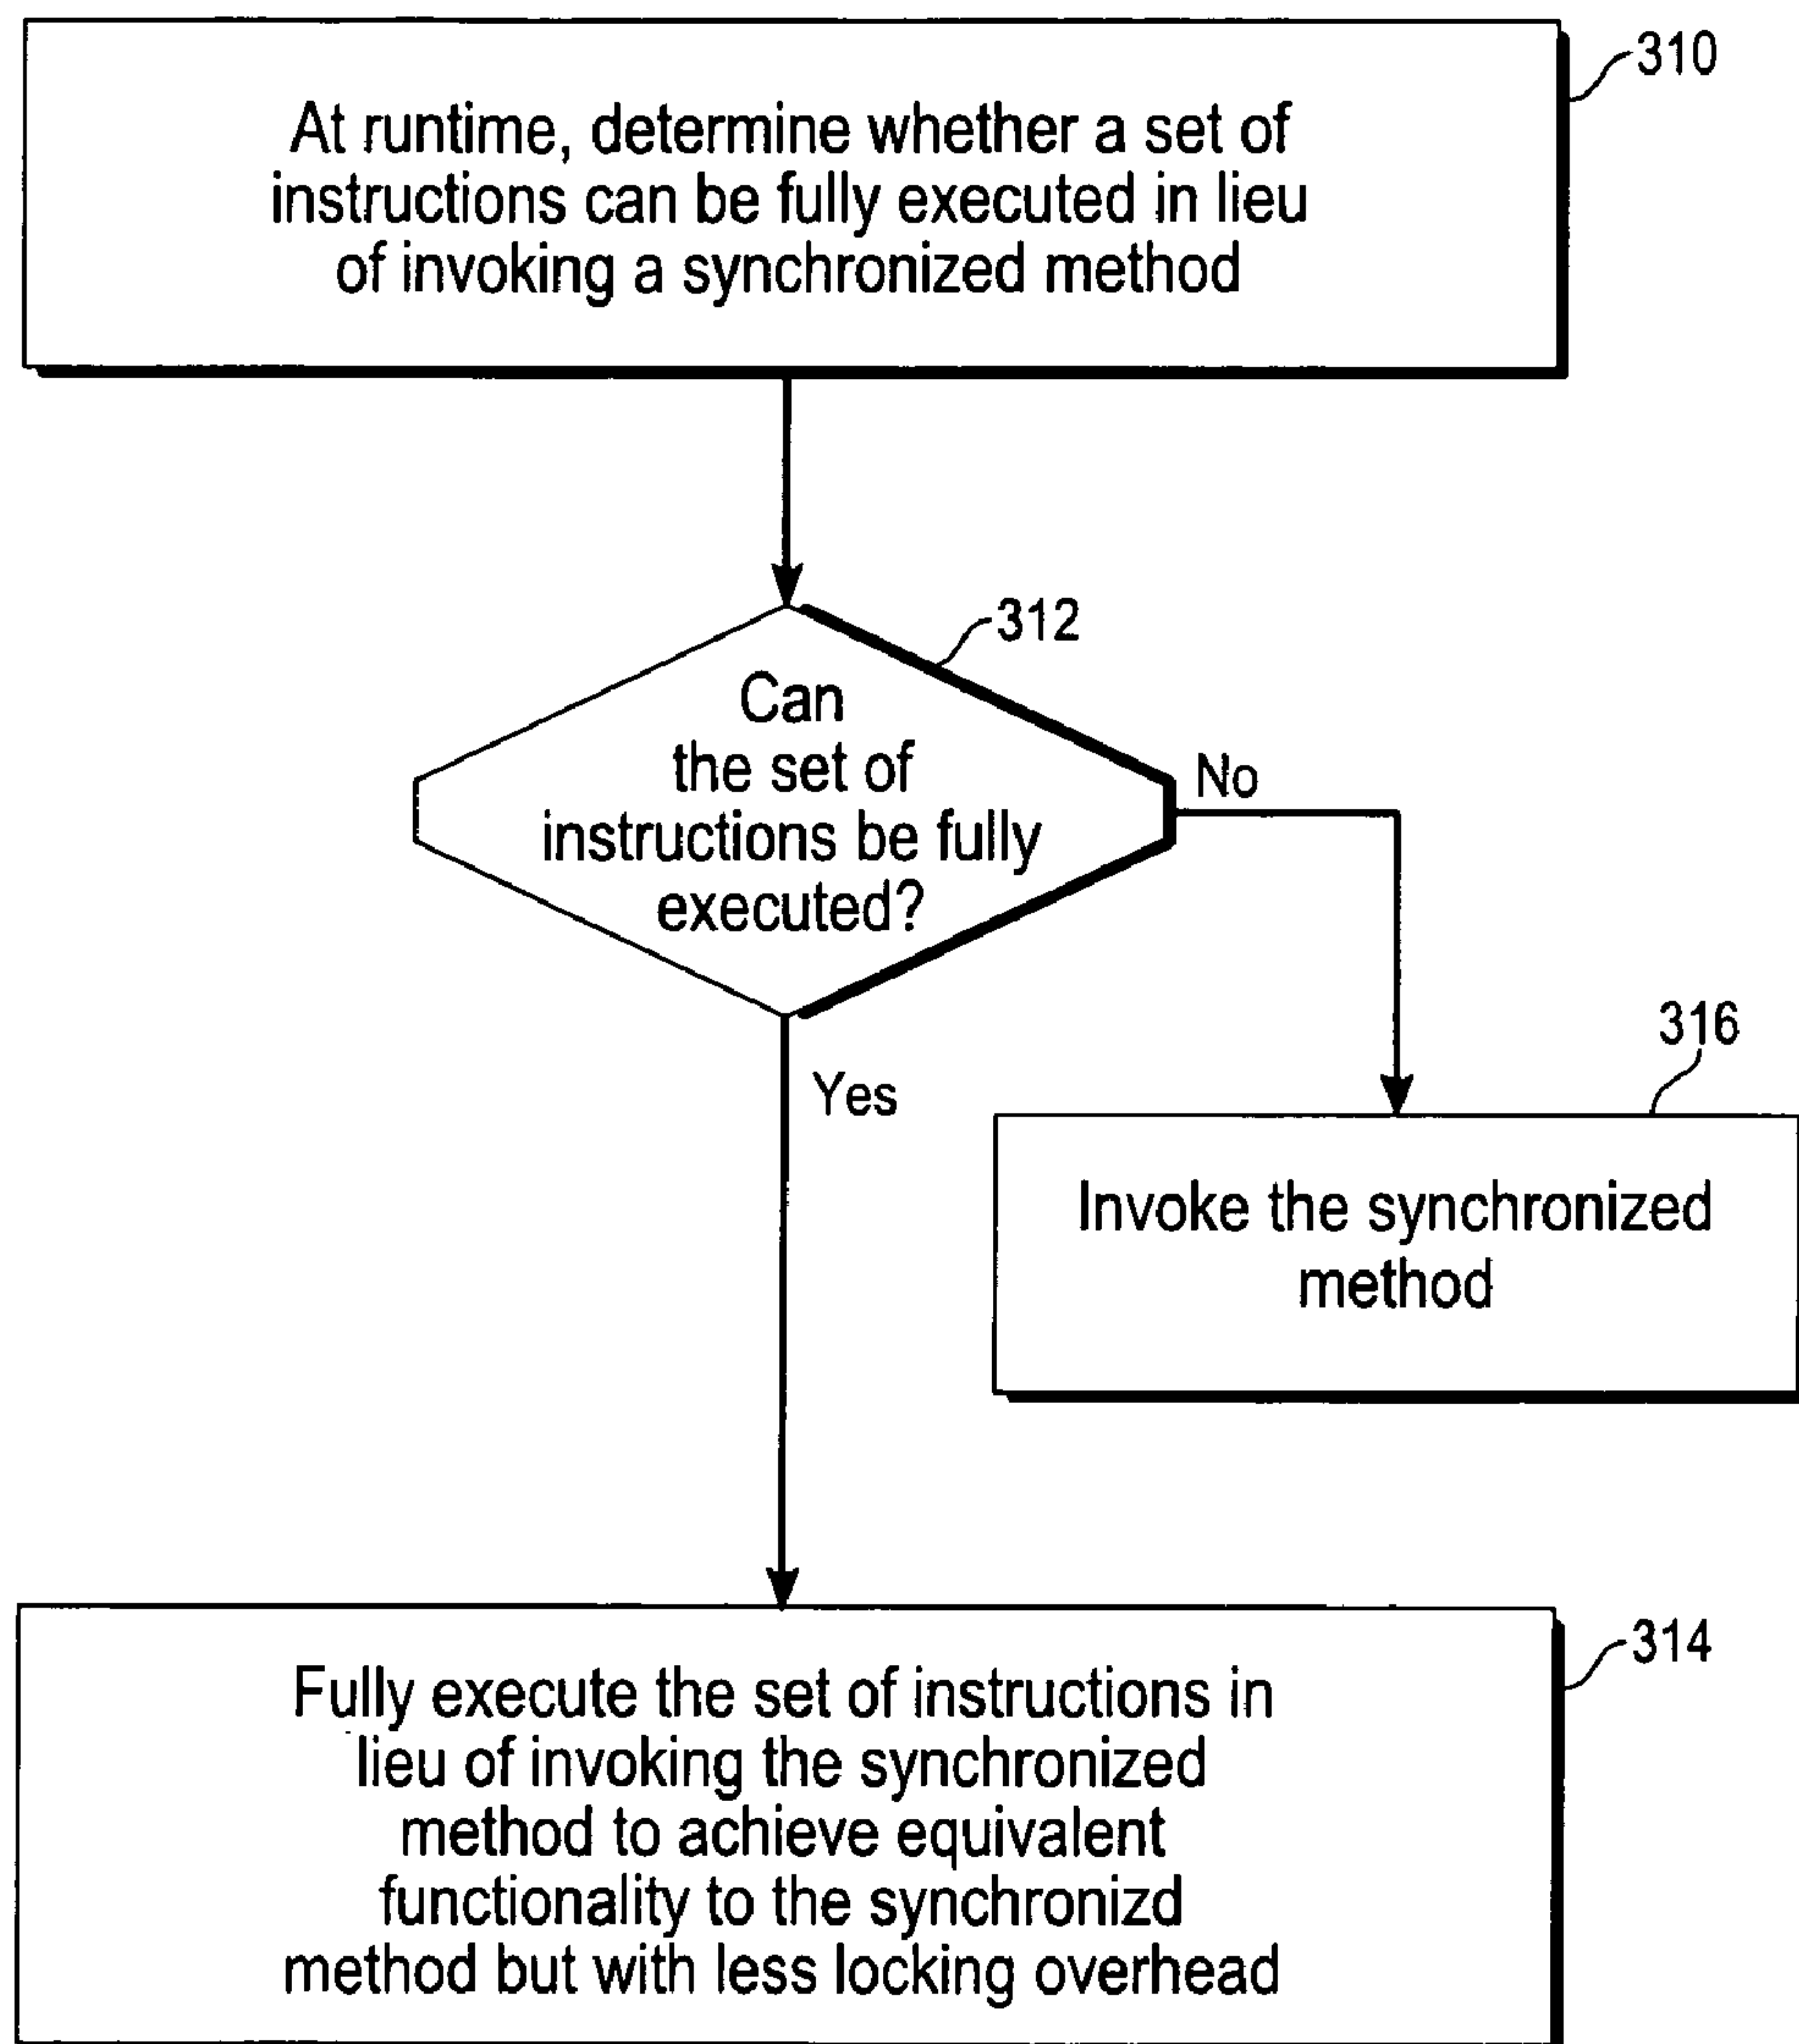 310
At runtime, determine whether a set of
instructions can be fully executed in lieu
of invoking a synchronized method
312
Can
the set of
instructions be fully
executed?
No
Yes
316
Invoke the synchronized
method
314
Fully execute the set of instructions in
lieu of invoking the synchronized
method to achieve equivalent
functionality to the synchronizd
method but with less locking overhead